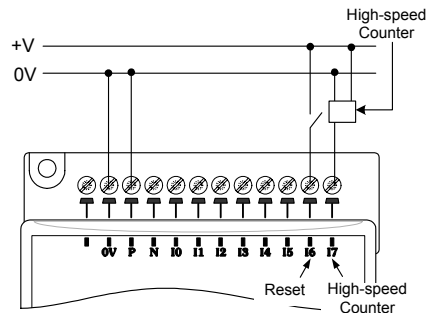 High-speed
Counter
+V
0V
High-speed
Counter
0V P N I0 I1 I2 I3 I4 I5 I6 I7
Reset
High-speed
Counter